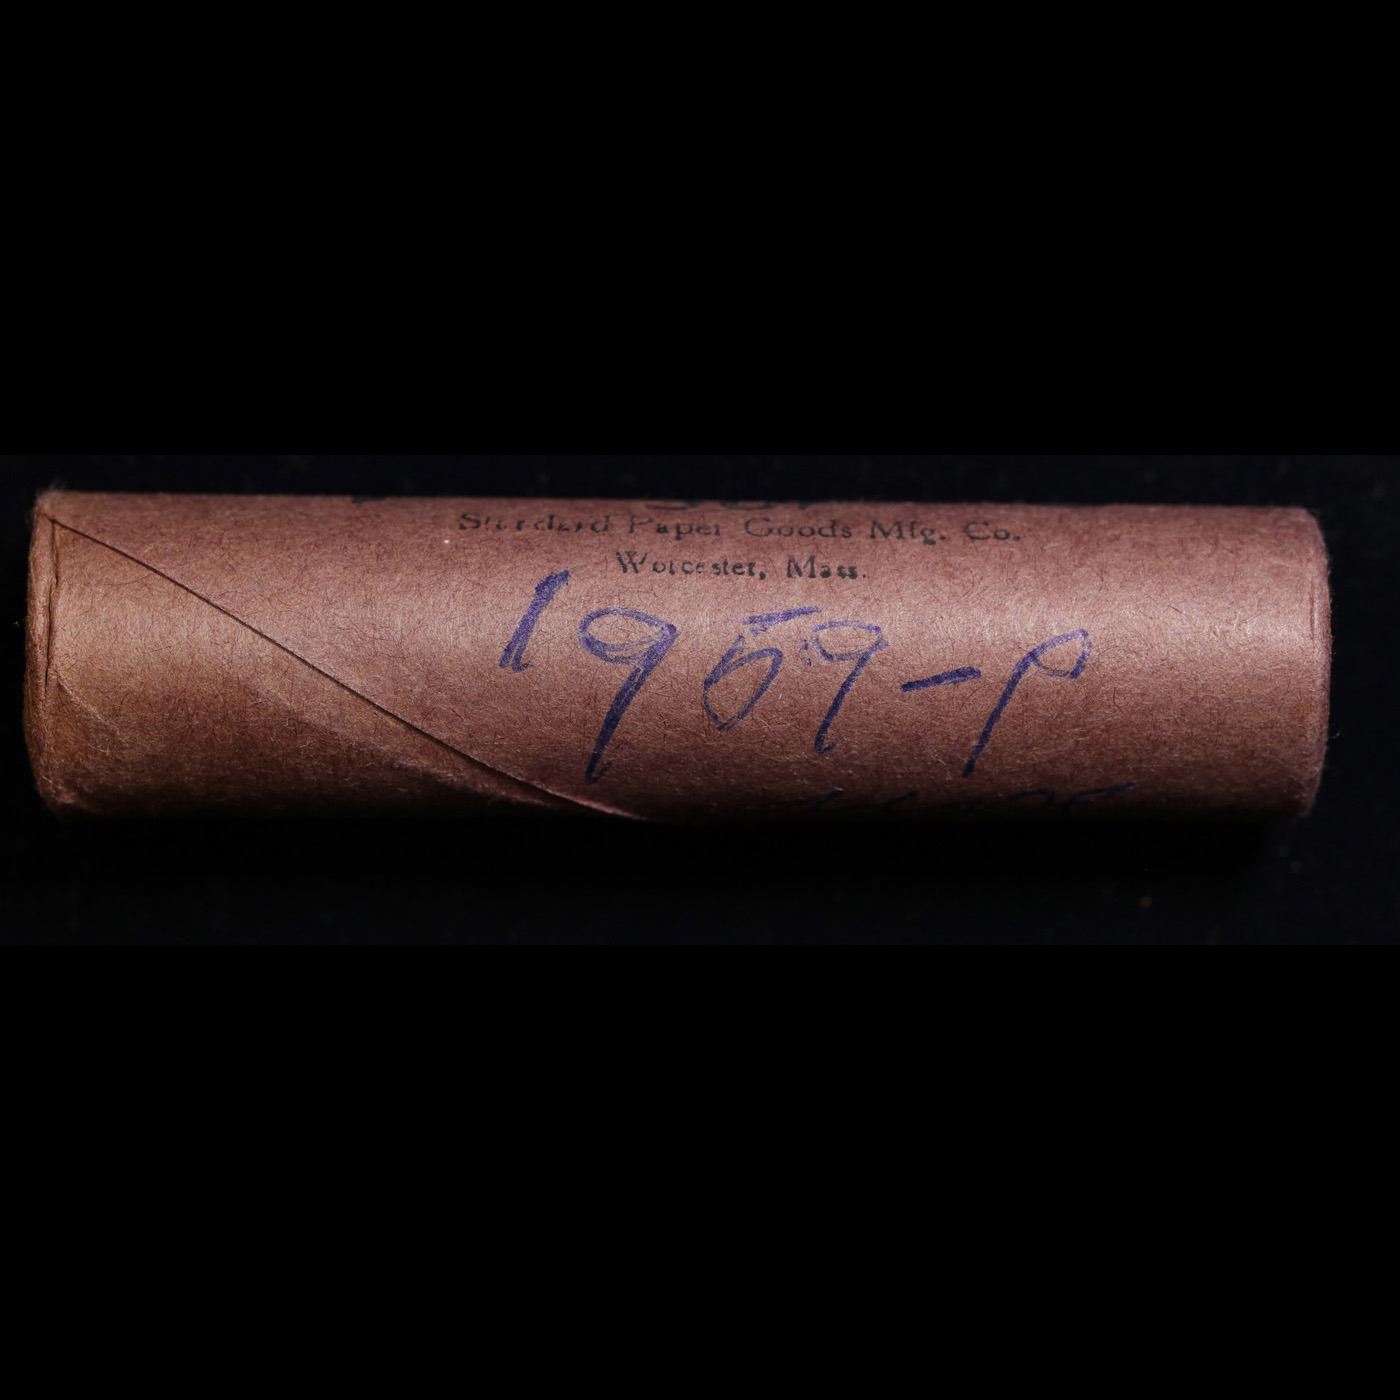 Standard Paper Goods Mfg. Co.
Worcester, Mass.
1959-P